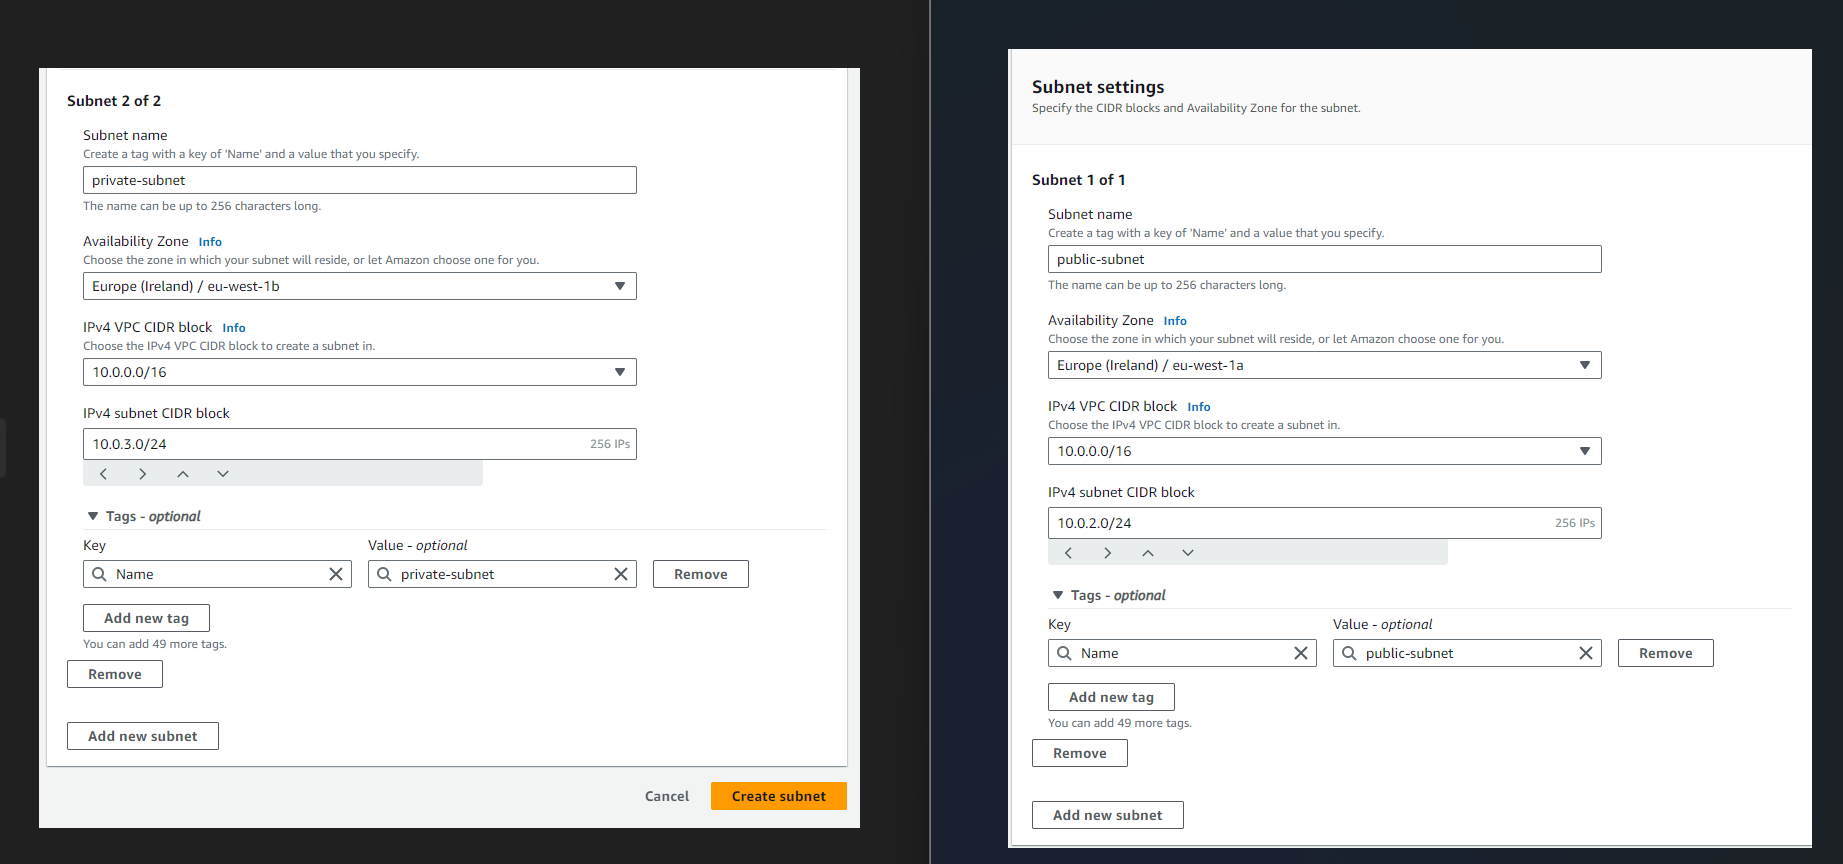 Subnet 2 of 2
Subnet name
Create a tag with a key of 'Name' and a value that you specify.
private-subnet
The name can be up to 256 characters long.
Availability Zone Info
Choose the zone in which your subnet will reside, or let Amazon choose one for you.
Europe (Ireland) / eu-west-1b
IPv4 VPC CIDR block Info
Choose the IPv4 VPC CIDR block to create a subnet in.
10.0.0.0/16
IPv4 subnet CIDR block
10.0.3.0/24 256 IPs
Tags - optional
Key Value - optional
Name private-subnet Remove
Add new tag
You can add 49 more tags.
Remove
Add new subnet
Cancel Create subnet
Subnet settings
Specify the CIDR blocks and Availability Zone for the subnet.
Subnet 1 of 1
Subnet name
Create a tag with a key of 'Name' and a value that you specify.
public-subnet
The name can be up to 256 characters long.
Availability Zone Info
Choose the zone in which your subnet will reside, or let Amazon choose one for you.
Europe (Ireland) / eu-west-1a
IPv4 VPC CIDR block Info
Choose the IPv4 VPC CIDR block to create a subnet in.
10.0.0.0/16
IPv4 subnet CIDR block
10.0.2.0/24 256 IPs
Tags - optional
Key Value - optional
Name public-subnet Remove
Add new tag
You can add 49 more tags.
Remove
Add new subnet